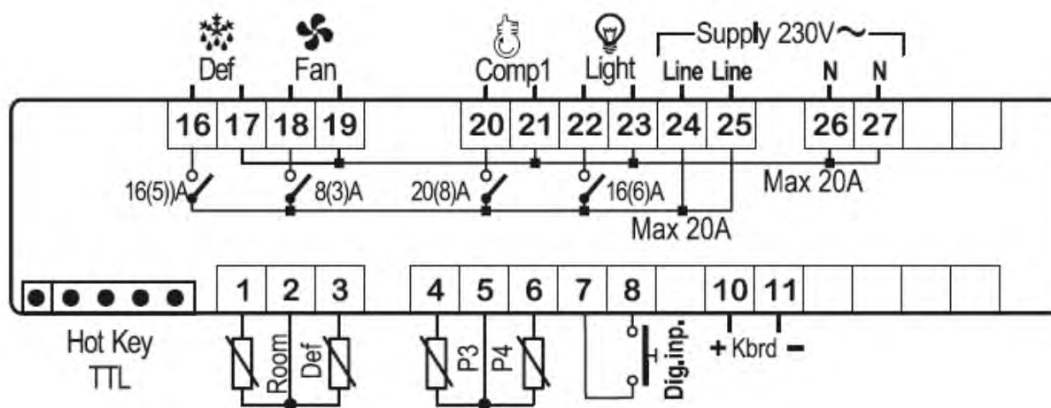 Supply 230V~
Def Fan Comp1 Light Line Line N N
16 17 18 19 20 21 22 23 24 25 26 27
16(5))A 8(3)A 20(8)A 16(6)A Max 20A
Max 20A
1 2 3 4 5 6 7 8 10 11
Hot Key
TTL
Room
Def
P3
P4
Dig.inp.
+ Kbrd -